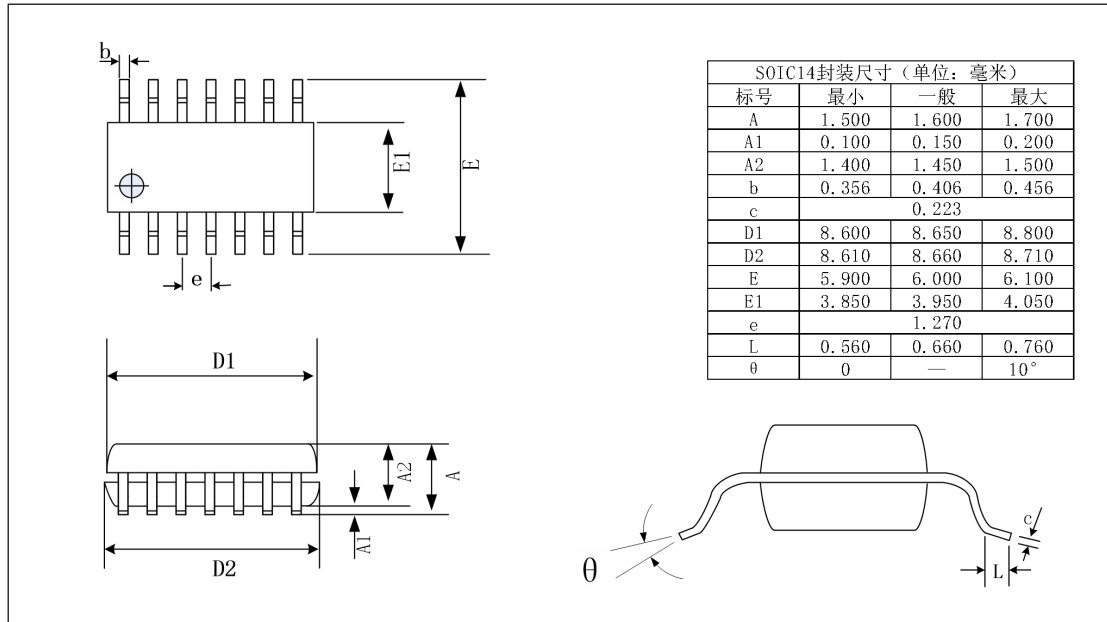 b
E1
E
e
SOIC14封装尺寸（单位：毫米）
标号 最小 一般 最大
A 1.500 1.600 1.700
A1 0.100 0.150 0.200
A2 1.400 1.450 1.500
b 0.356 0.406 0.456
c 0.223
D1 8.600 8.650 8.800
D2 8.610 8.660 8.710
E 5.900 6.000 6.100
E1 3.850 3.950 4.050
e 1.270
L 0.560 0.660 0.760
θ 0 — 10°
D1
A2
A
A1
D2
θ
c
L